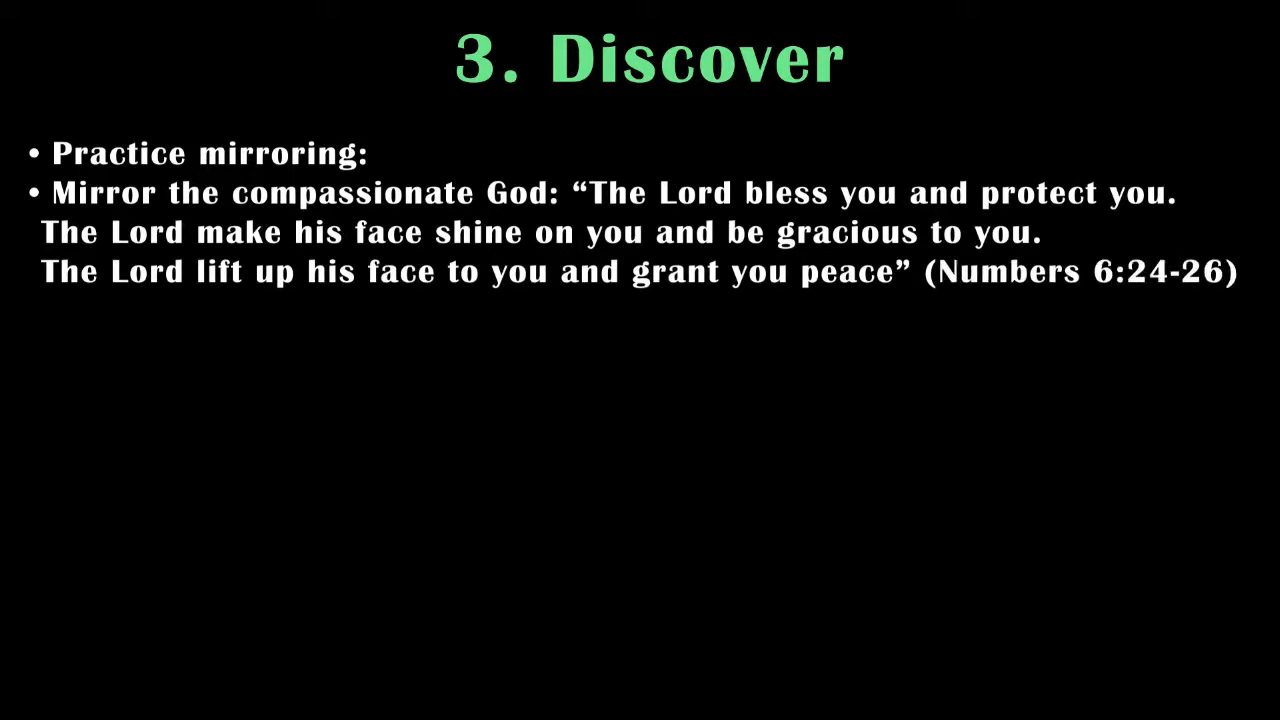 3. Discover
• Practice mirroring:
• Mirror the compassionate God: “The Lord bless you and protect you.
The Lord make his face shine on you and be gracious to you.
The Lord lift up his face to you and grant you peace” (Numbers 6:24-26)